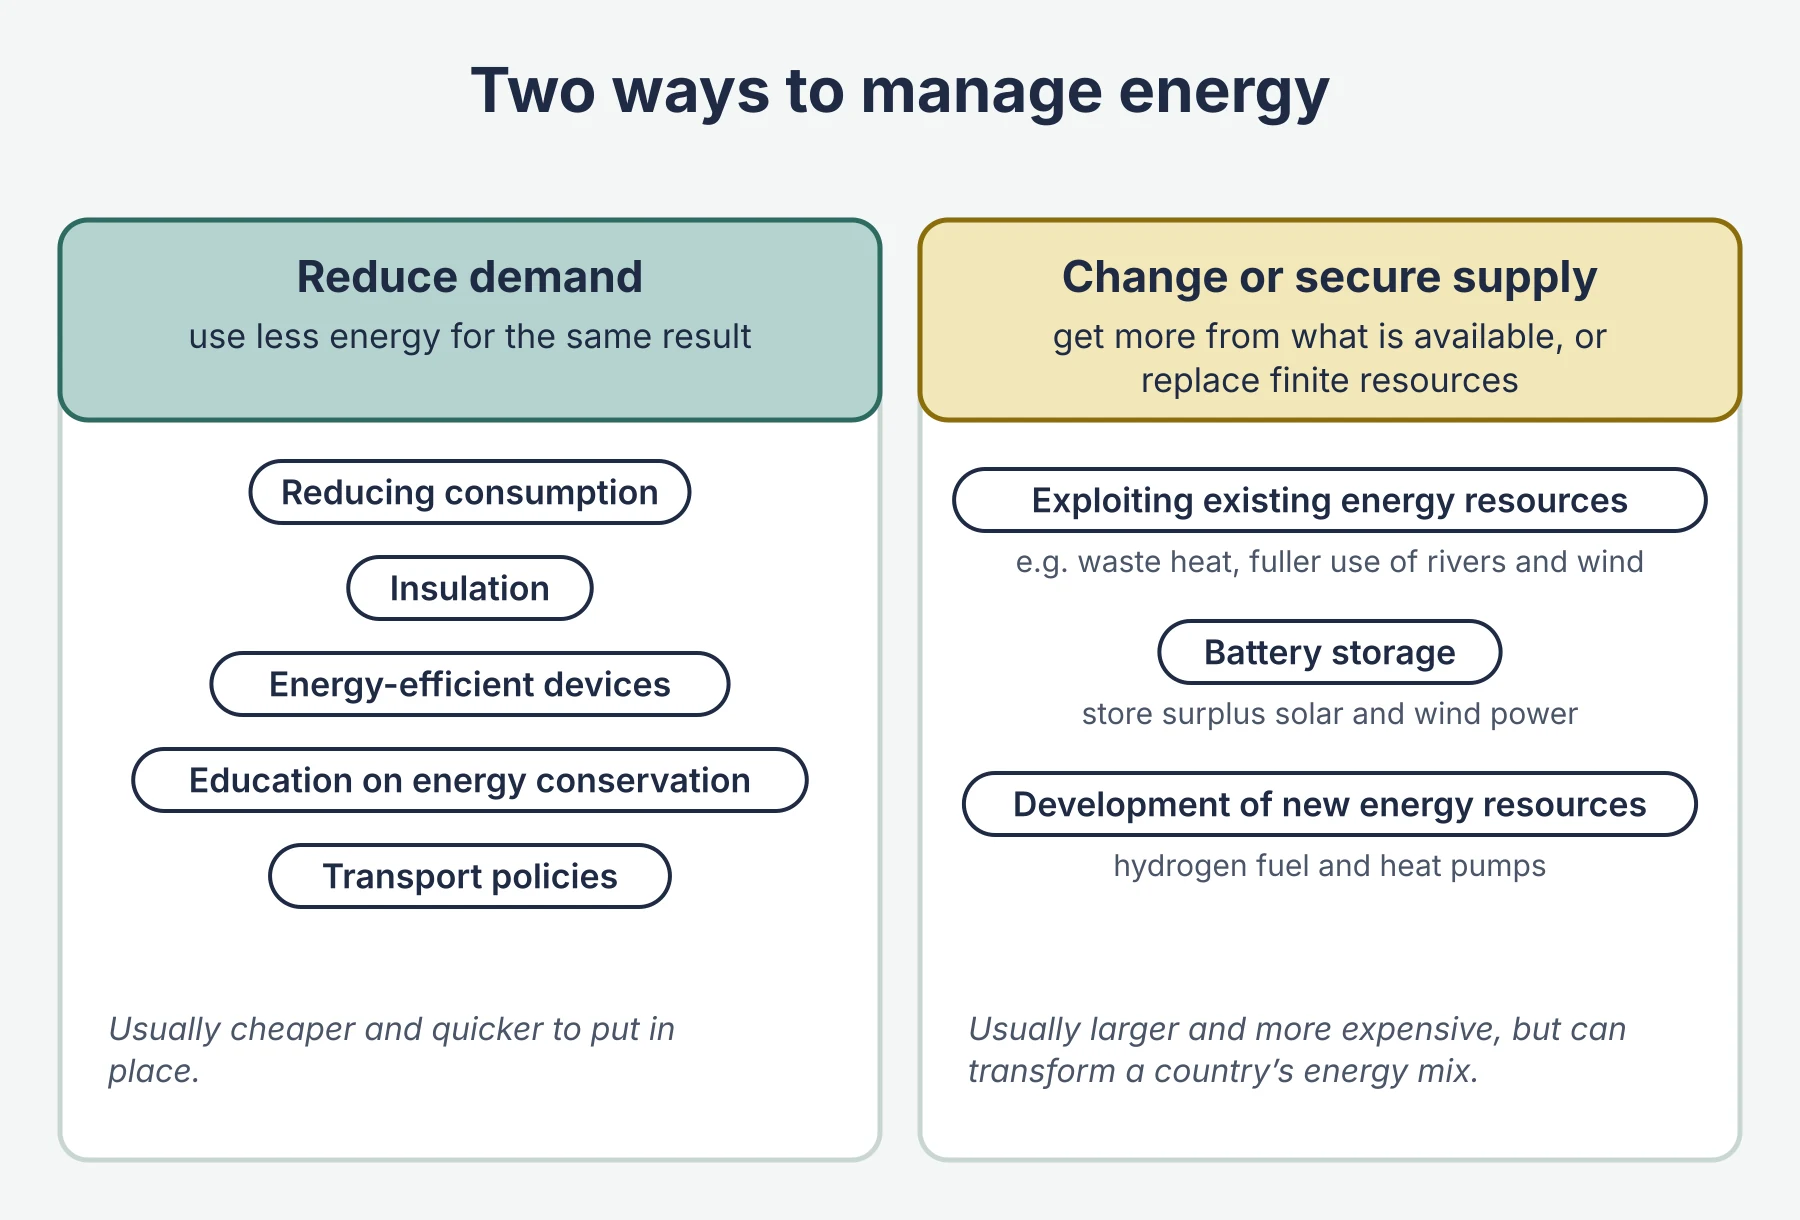 Two ways to manage energy
Reduce demand
use less energy for the same result
Reducing consumption
Insulation
Energy-efficient devices
Education on energy conservation
Transport policies
Usually cheaper and quicker to put in
place.
Change or secure supply
get more from what is available, or
replace finite resources
Exploiting existing energy resources
e.g. waste heat, fuller use of rivers and wind
Battery storage
store surplus solar and wind power
Development of new energy resources
hydrogen fuel and heat pumps
Usually larger and more expensive, but can
transform a country’s energy mix.